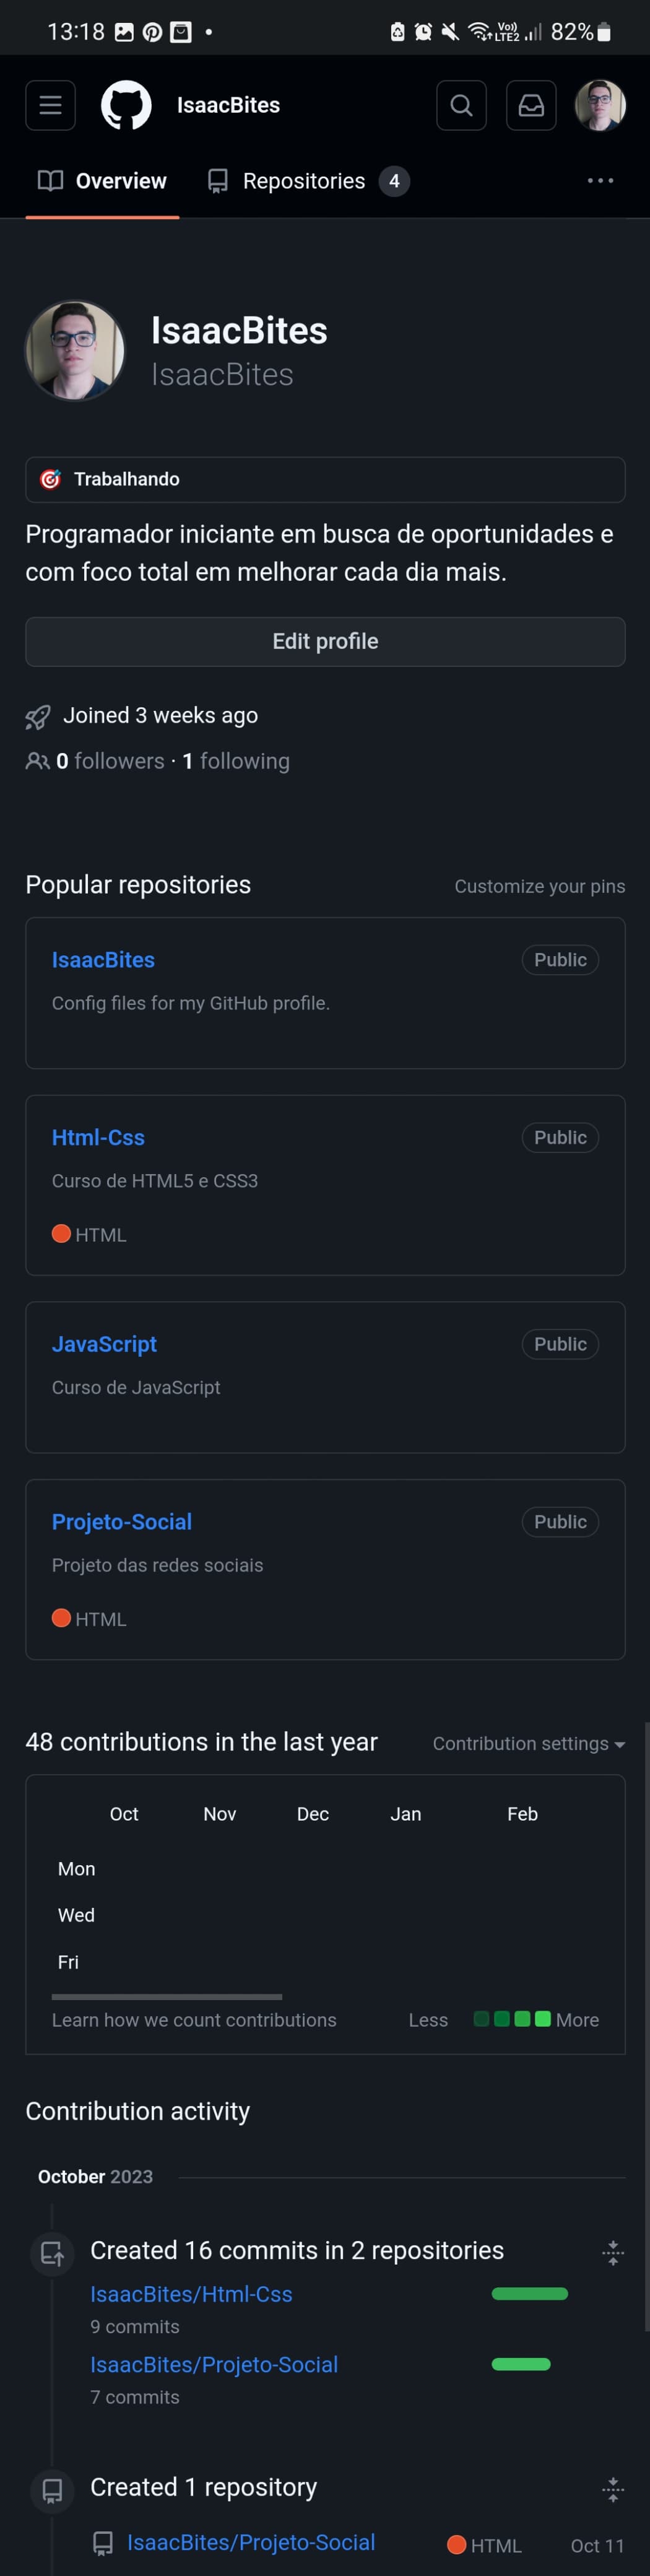 13:18
Vo)) LTE2 82%
IsaacBites
Overview
Repositories 4
IsaacBites
IsaacBites
Trabalhando
Programador iniciante em busca de oportunidades e
com foco total em melhorar cada dia mais.
Edit profile
Joined 3 weeks ago
0 followers · 1 following
Popular repositories
Customize your pins
IsaacBites
Public
Config files for my GitHub profile.
Html-Css
Public
Curso de HTML5 e CSS3
HTML
JavaScript
Public
Curso de JavaScript
Projeto-Social
Public
Projeto das redes sociais
HTML
48 contributions in the last year
Contribution settings
Oct Nov Dec Jan Feb
Mon
Wed
Fri
Learn how we count contributions
Less More
Contribution activity
October 2023
Created 16 commits in 2 repositories
IsaacBites/Html-Css
9 commits
IsaacBites/Projeto-Social
7 commits
Created 1 repository
IsaacBites/Projeto-Social
HTML
Oct 11